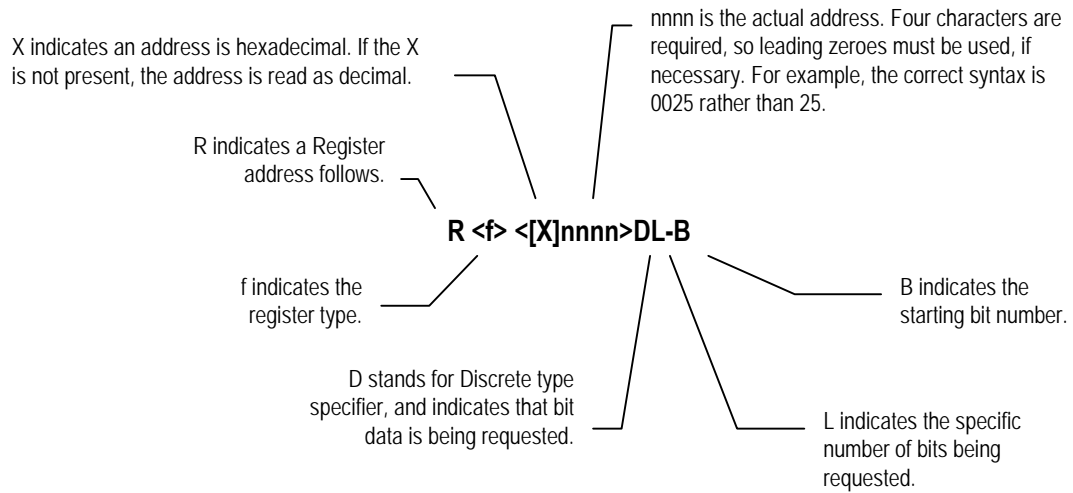 X indicates an address is hexadecimal. If the X
is not present, the address is read as decimal.
nnnn is the actual address. Four characters are
required, so leading zeroes must be used, if
necessary. For example, the correct syntax is
0025 rather than 25.
R indicates a Register
address follows.
R <f> <[X]nnnn>DL-B
f indicates the
register type.
B indicates the
starting bit number.
D stands for Discrete type
specifier, and indicates that bit
data is being requested.
L indicates the specific
number of bits being
requested.